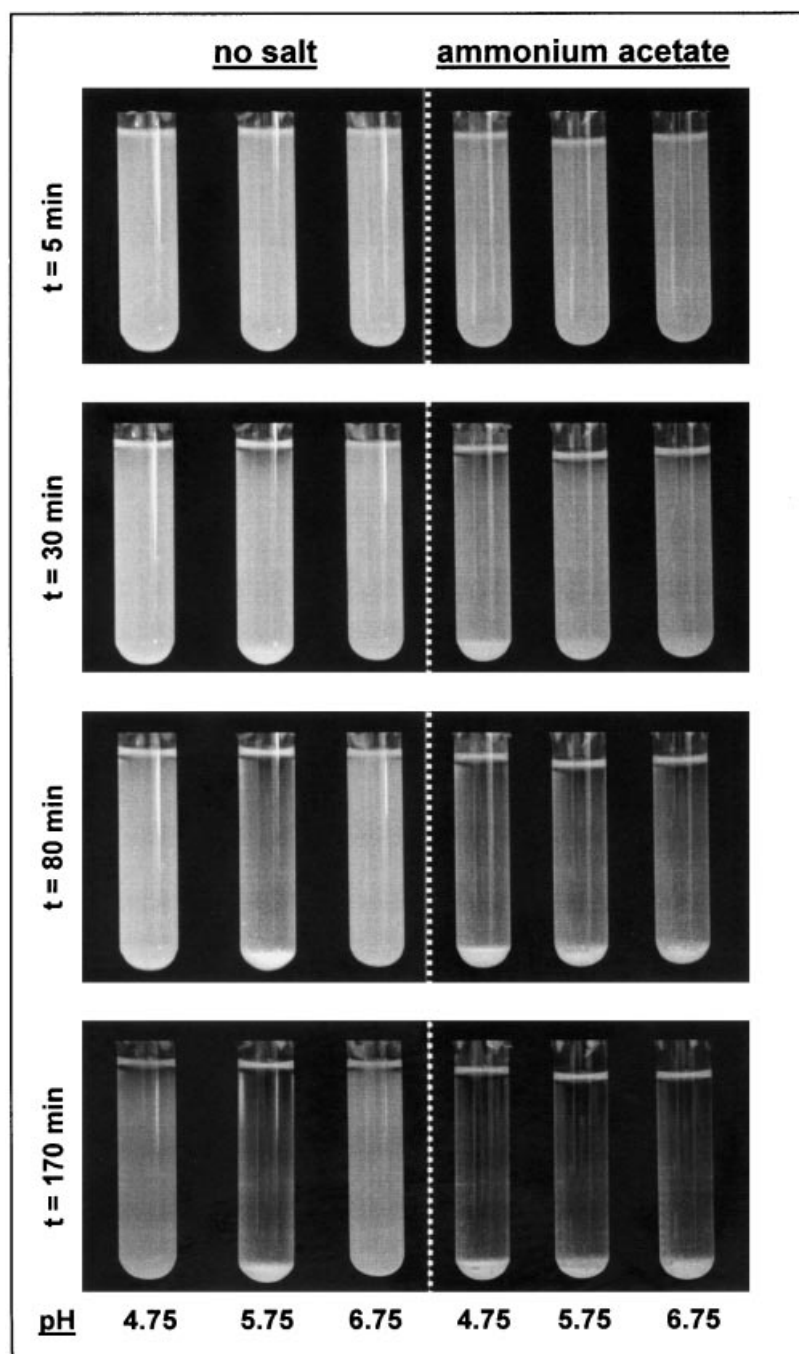 no salt ammonium acetate
t = 5 min
t = 30 min
t = 80 min
t = 170 min
pH 4.75 5.75 6.75 4.75 5.75 6.75